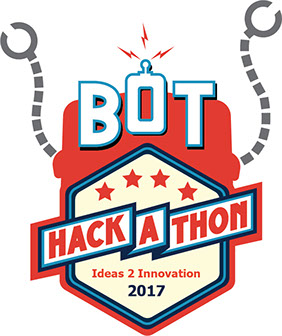 BOT
HACK A THON
Ideas 2 Innovation
2017